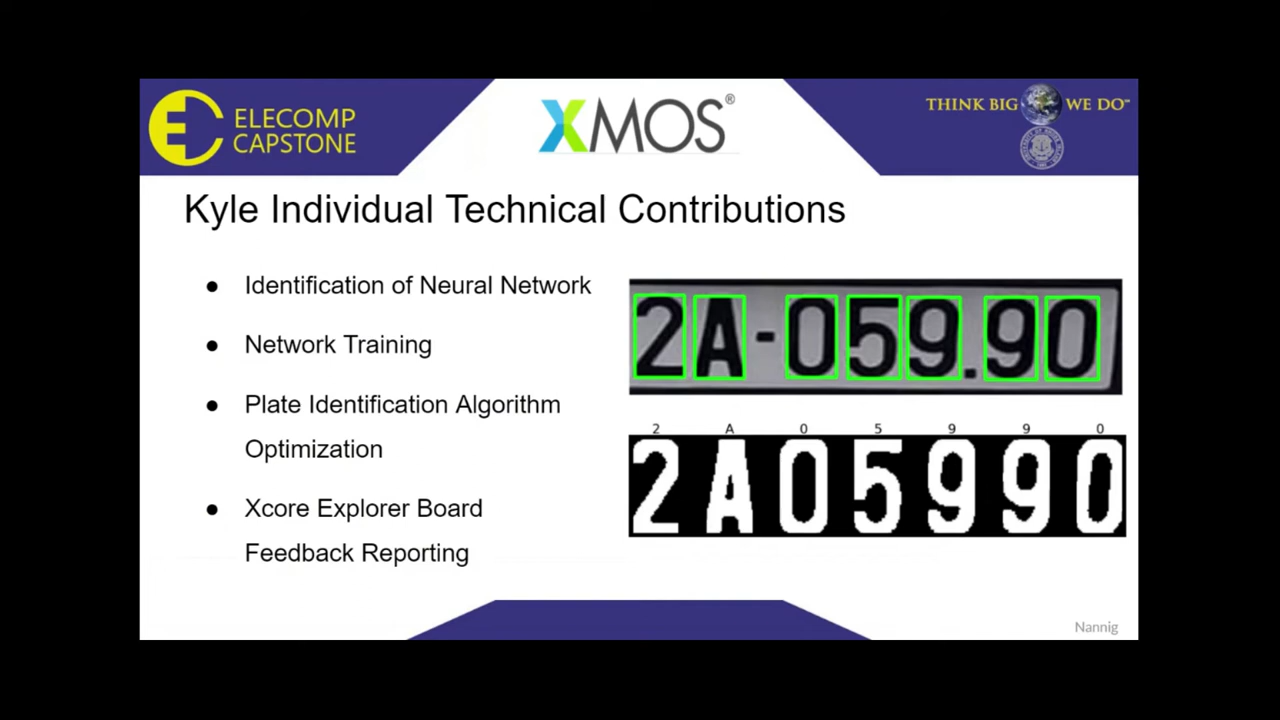 ELECOMP
CAPSTONE
XMOS®
THINK BIG WE DO™
Kyle Individual Technical Contributions
● Identification of Neural Network
● Network Training
● Plate Identification Algorithm
Optimization
● Xcore Explorer Board
Feedback Reporting
2A-059.90
2 A 0 5 9 9 0
2A05990
Nannig